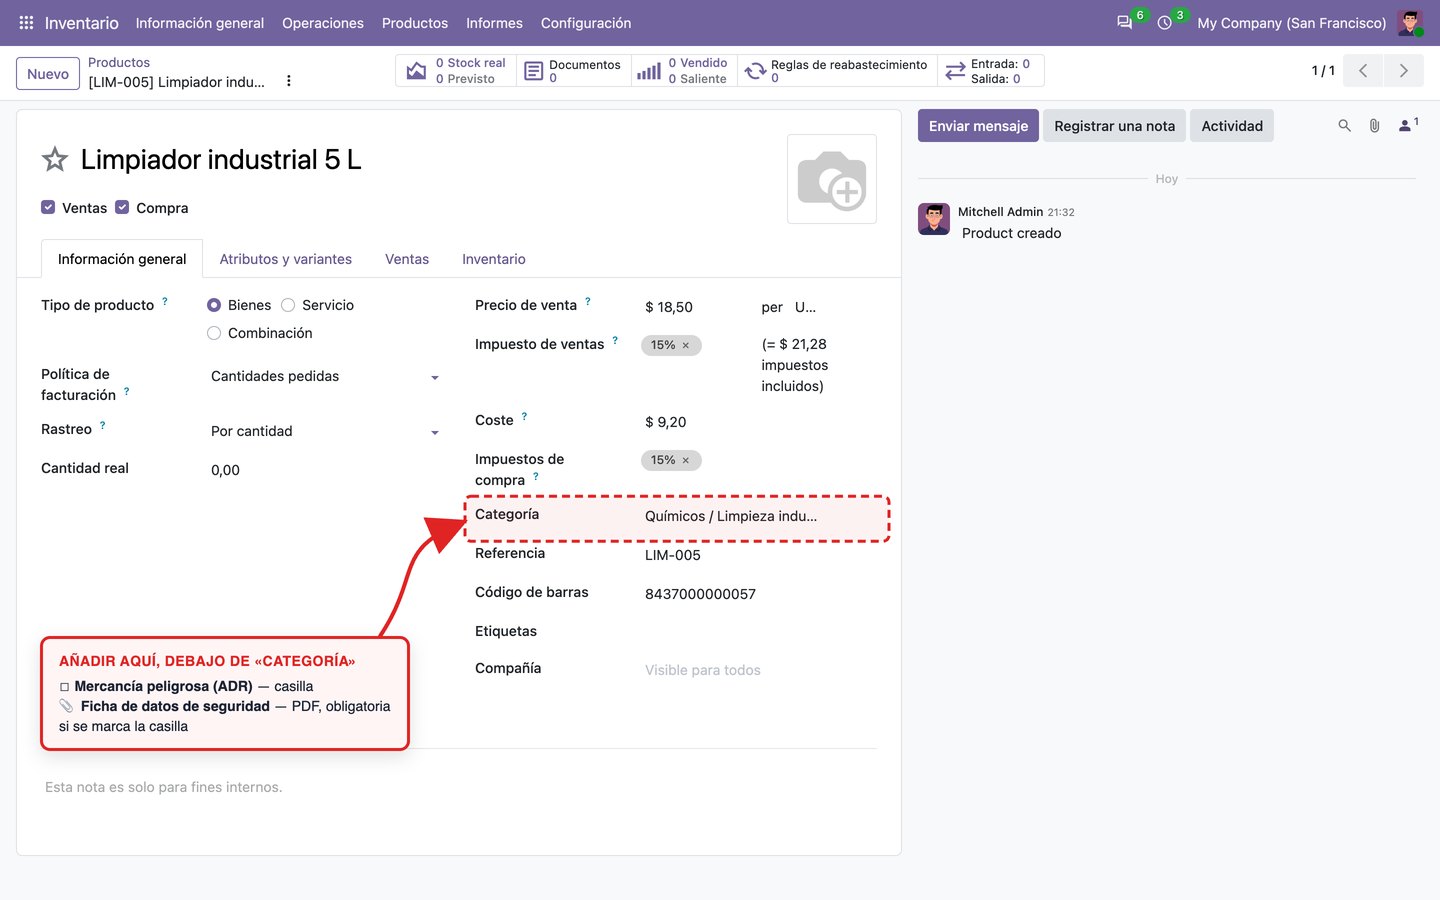 Inventario Información general Operaciones Productos Informes Configuración 6 3 My Company (San Francisco)
Nuevo
Productos
[LIM-005] Limpiador indu...
0 Stock real
0 Previsto
Documentos
0
0 Vendido
0 Saliente
Reglas de reabastecimiento
0
Entrada: 0
Salida: 0
1 / 1
Limpiador industrial 5 L
Ventas Compra
Información general Atributos y variantes Ventas Inventario
Tipo de producto ? Bienes Servicio
Combinación
Política de
facturación ? Cantidades pedidas
Rastreo ? Por cantidad
Cantidad real 0,00
Precio de venta ? $ 18,50 per U...
Impuesto de ventas ? 15% × (= $ 21,28
impuestos
incluidos)
Coste ? $ 9,20
Impuestos de
compra ? 15% ×
Categoría Químicos / Limpieza indu...
Referencia LIM-005
Código de barras 8437000000057
Etiquetas
Compañía Visible para todos
AÑADIR AQUÍ, DEBAJO DE «CATEGORÍA»
☐ Mercancía peligrosa (ADR) — casilla
📎 Ficha de datos de seguridad — PDF, obligatoria
si se marca la casilla
Esta nota es solo para fines internos.
Enviar mensaje Registrar una nota Actividad 1
Hoy
Mitchell Admin 21:32
Product creado